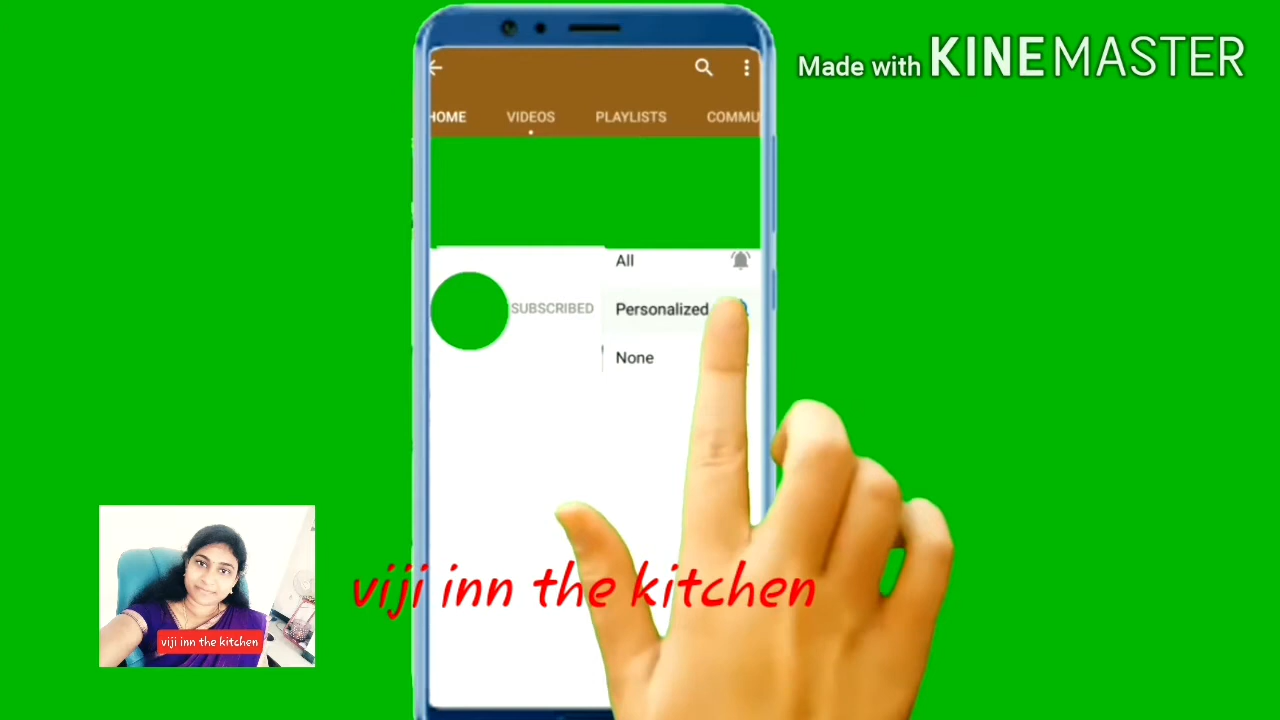 Made with KINEMASTER
HOME VIDEOS PLAYLISTS COMMU
All
SUBSCRIBED Personalized
None
viji inn the kitchen
viji inn the kitchen